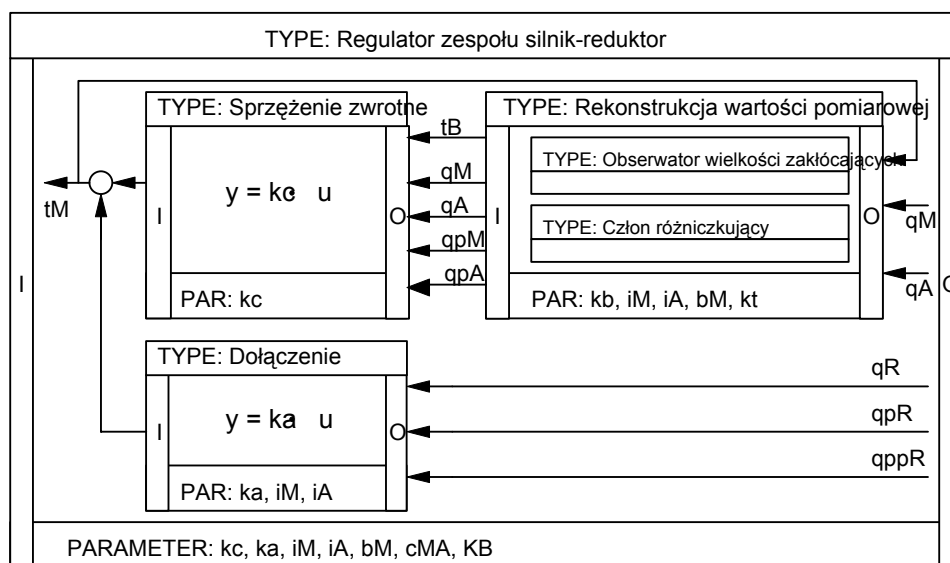 TYPE: Regulator zespołu silnik-reduktor
TYPE: Sprzężenie zwrotne
TYPE: Rekonstrukcja wartości pomiarowej
tB
TYPE: Obserwator wielkości zakłócających
qM
y = kc u
qA
tM
I
O
I
TYPE: Człon różniczkujący
O
qM
qpM
I
PAR: kc
qpA
PAR: kb, iM, iA, bM, kt
qA
O
TYPE: Dołączenie
qR
y = ka u
I
O
qpR
qppR
PAR: ka, iM, iA
PARAMETER: kc, ka, iM, iA, bM, cMA, KB